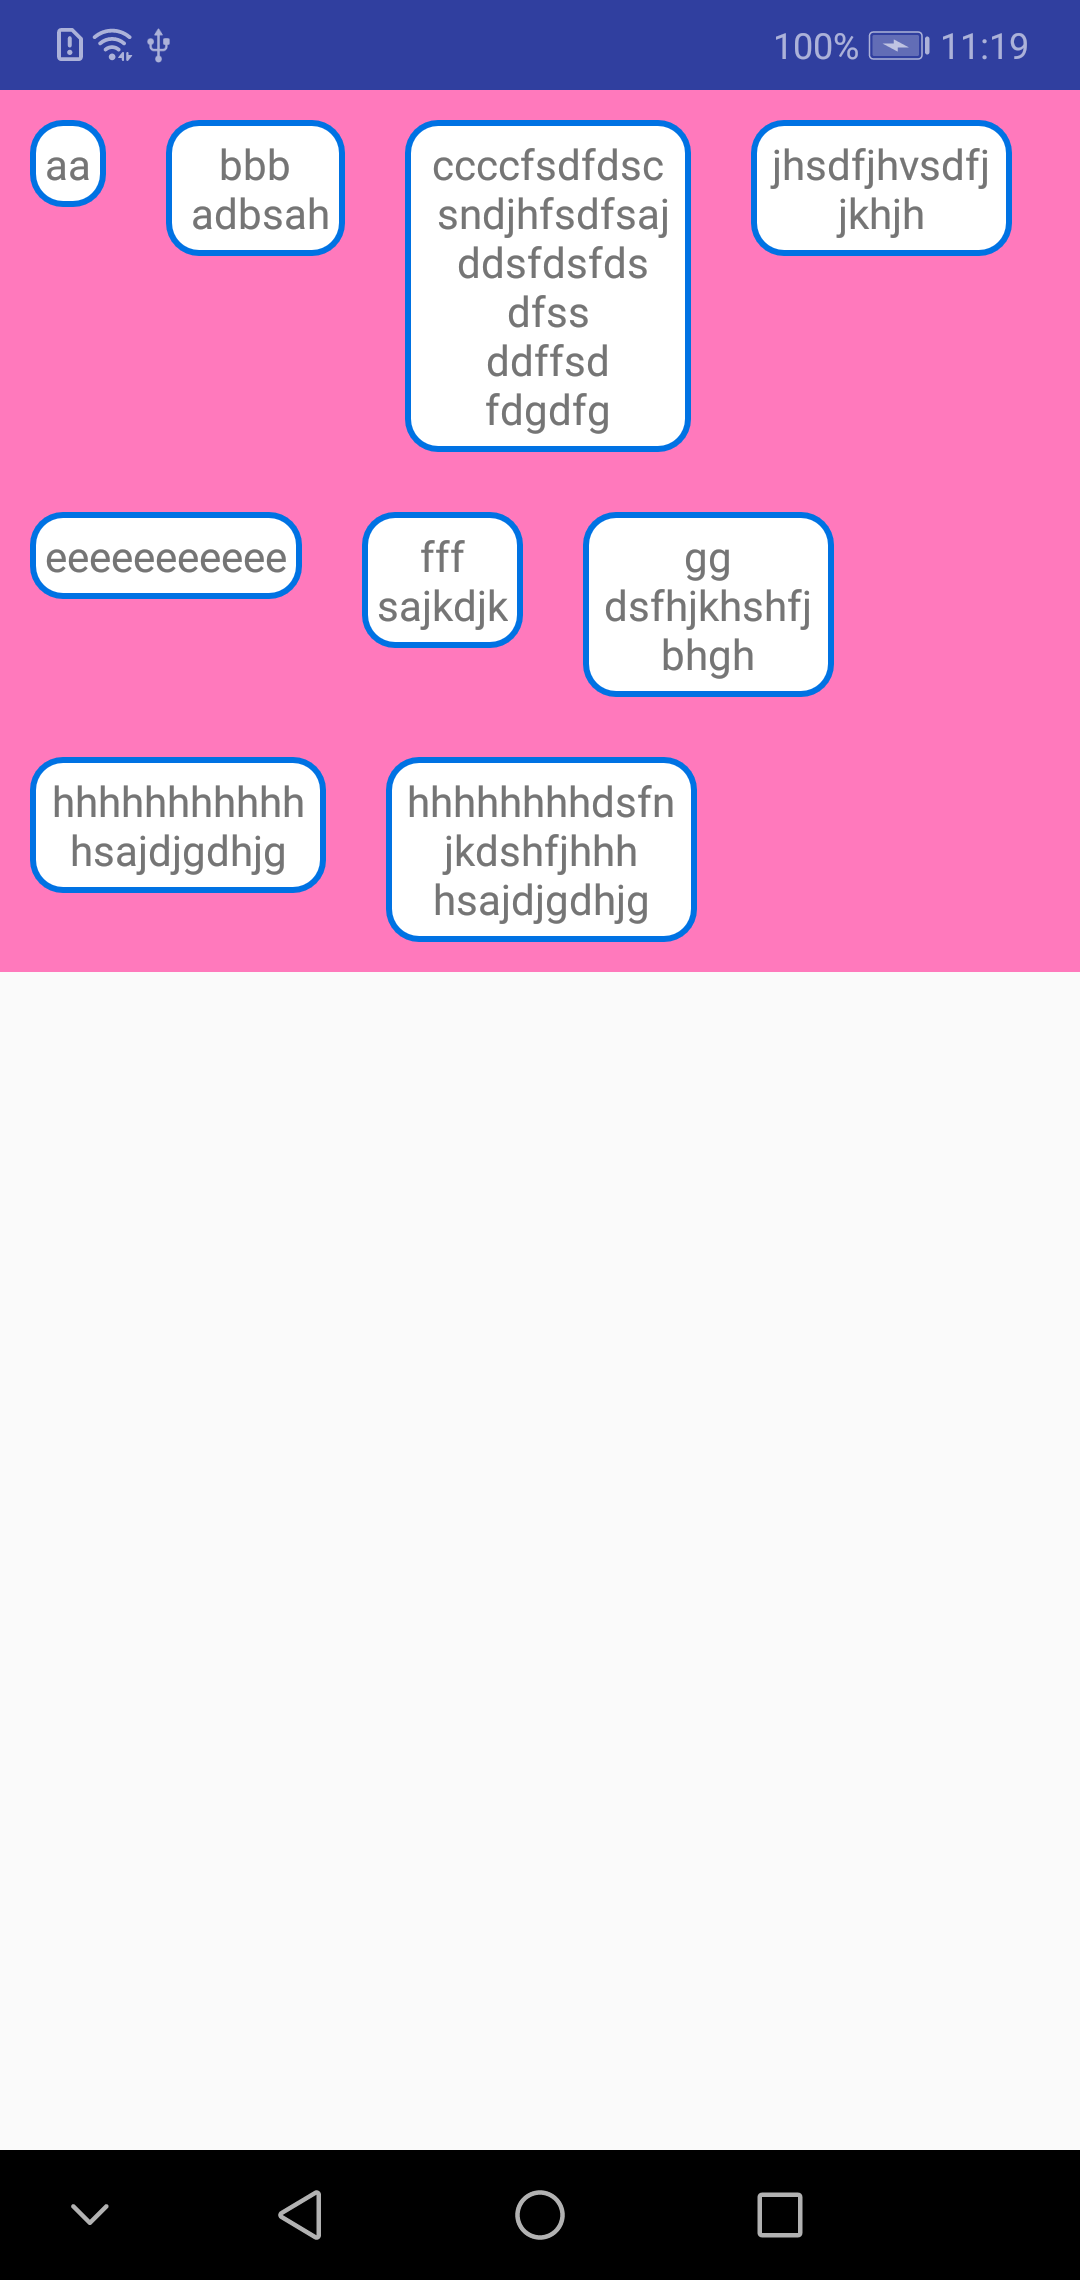 100% 11:19
aa
bbb
adbsah
ccccfsdfdsc
sndjhfsdfsaj
ddsfdsfds
dfss
ddffsd
fdgdfg
jhsdfjhvsdfj
jkhjh
eeeeeeeeeee
fff
sajkdjk
gg
dsfhjkhshfj
bhgh
hhhhhhhhhhh
hsajdjgdhjg
hhhhhhhhdsfn
jkdshfjhhh
hsajdjgdhjg